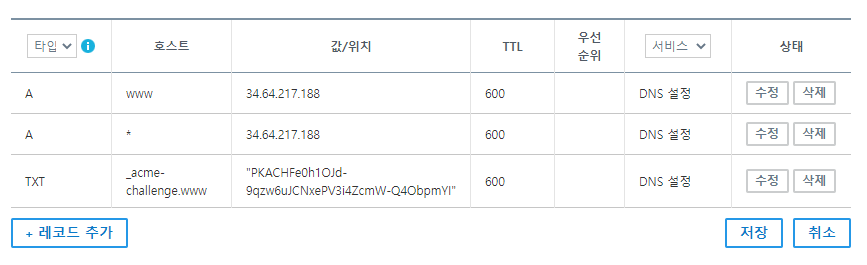 타입 호스트 값/위치 TTL 우선 순위 서비스 상태
A www 34.64.217.188 600 DNS 설정 수정 삭제
A * 34.64.217.188 600 DNS 설정 수정 삭제
TXT _acme-
challenge.www "PKACHFe0h1OJd-
9qzw6uJCNxePV3i4ZcmW-Q4ObpmYI" 600 DNS 설정 수정 삭제
+ 레코드 추가 저장 취소